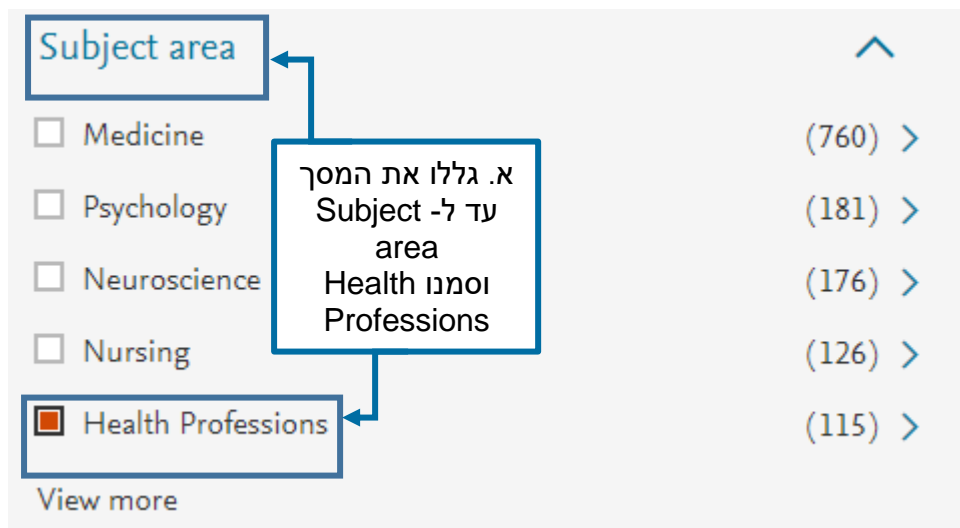 Subject area
Medicine (760)
א. גללו את המסך
עד ל- Subject
area
וסמנו Health
Professions
Psychology (181)
Neuroscience (176)
Nursing (126)
Health Professions (115)
View more